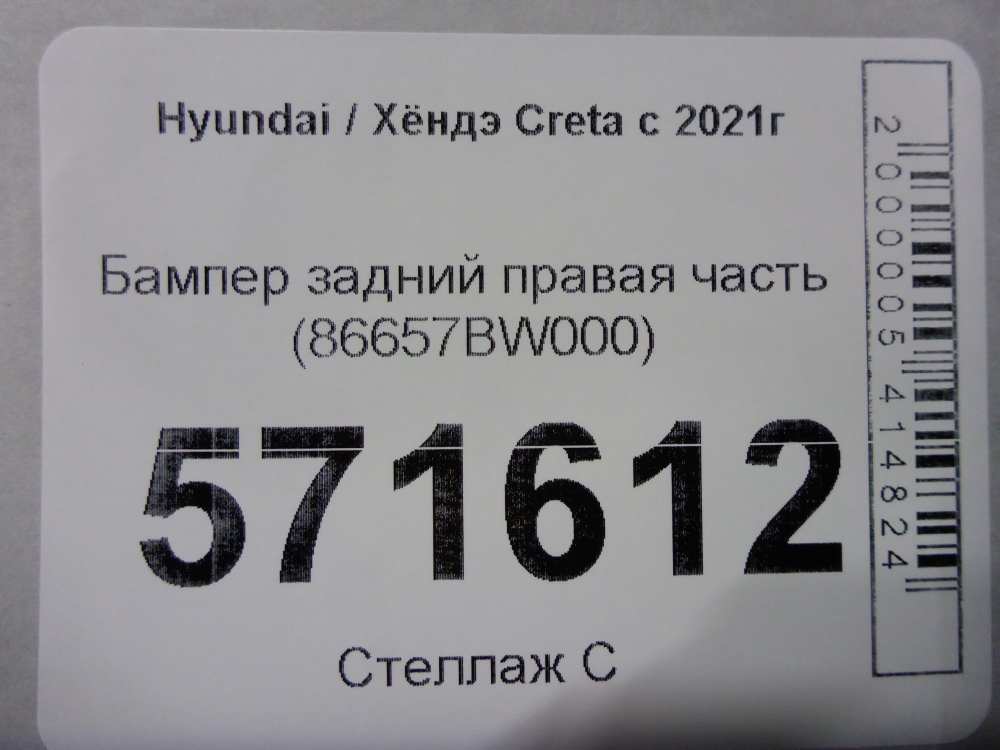 Hyundai / Хёндэ Creta с 2021г
Бампер задний правая часть
(86657BW000)
571612
Стеллаж С
2000005414824